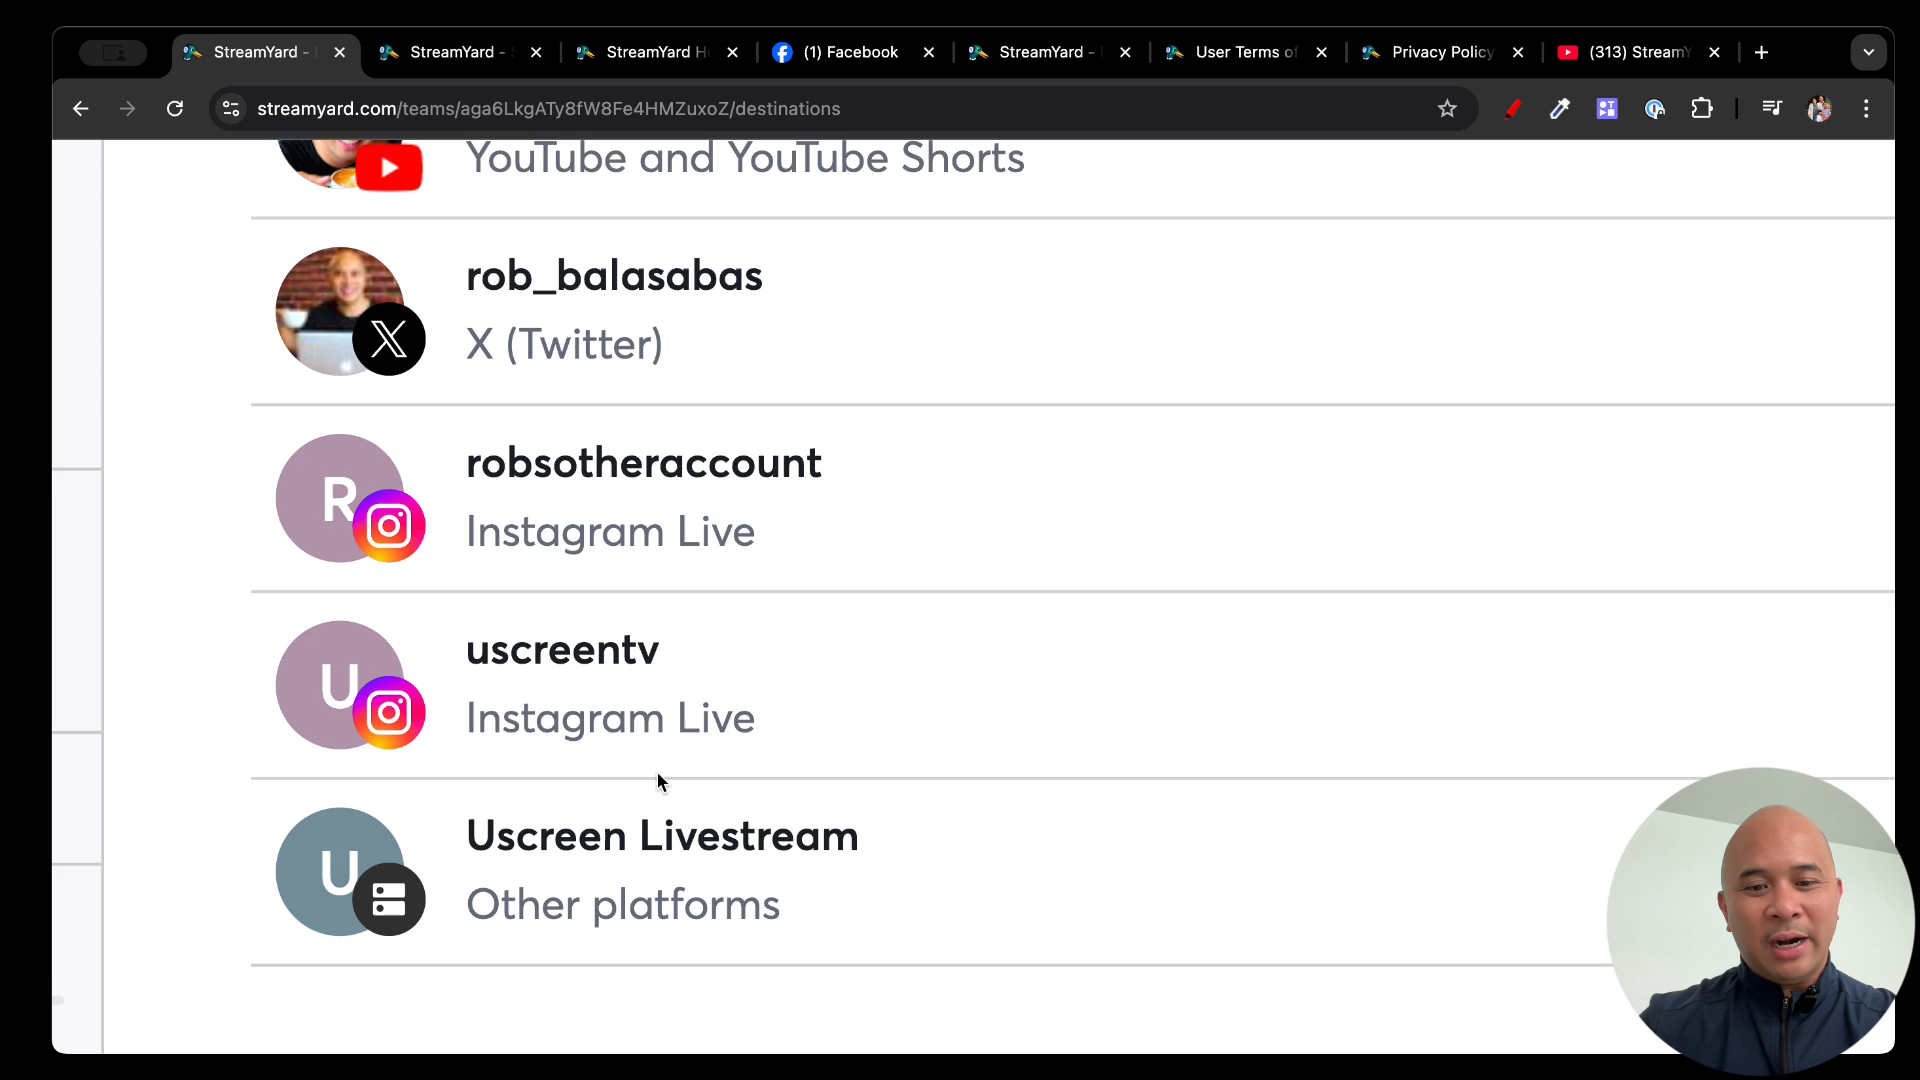 StreamYard -
StreamYard -
StreamYard H
(1) Facebook
StreamYard -
User Terms of
Privacy Policy
(313) StreamY
streamyard.com/teams/aga6LkgATy8fW8Fe4HMZuxoZ/destinations
YouTube and YouTube Shorts
rob_balasabas
X (Twitter)
R
robsotheraccount
Instagram Live
U
uscreentv
Instagram Live
U
Uscreen Livestream
Other platforms